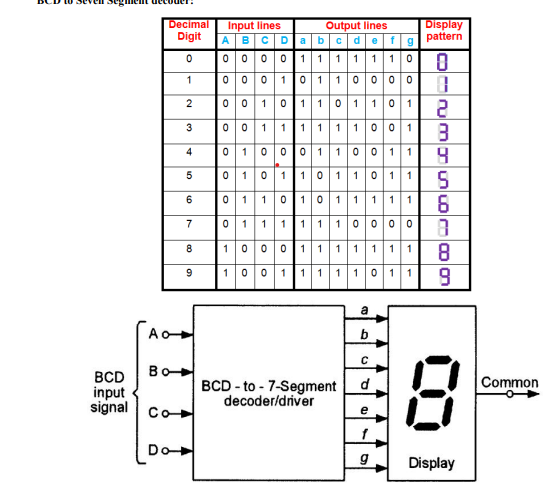 BCD to Seven Segment decoder:
Decimal Digit Input lines Output lines Display pattern
A B C D a b c d e f g
0 0 0 0 0 1 1 1 1 1 1 0 0
1 0 0 0 1 0 1 1 0 0 0 0 1
2 0 0 1 0 1 1 0 1 1 0 1 2
3 0 0 1 1 1 1 1 1 0 0 1 3
4 0 1 0 0 0 1 1 0 0 1 1 4
5 0 1 0 1 1 0 1 1 0 1 1 5
6 0 1 1 0 1 0 1 1 1 1 1 6
7 0 1 1 1 1 1 1 0 0 0 0 7
8 1 0 0 0 1 1 1 1 1 1 1 8
9 1 0 0 1 1 1 1 1 0 1 1 9
BCD input signal
A
B
C
D
BCD - to - 7-Segment
decoder/driver
a
b
c
d
e
f
g
8
Display
Common